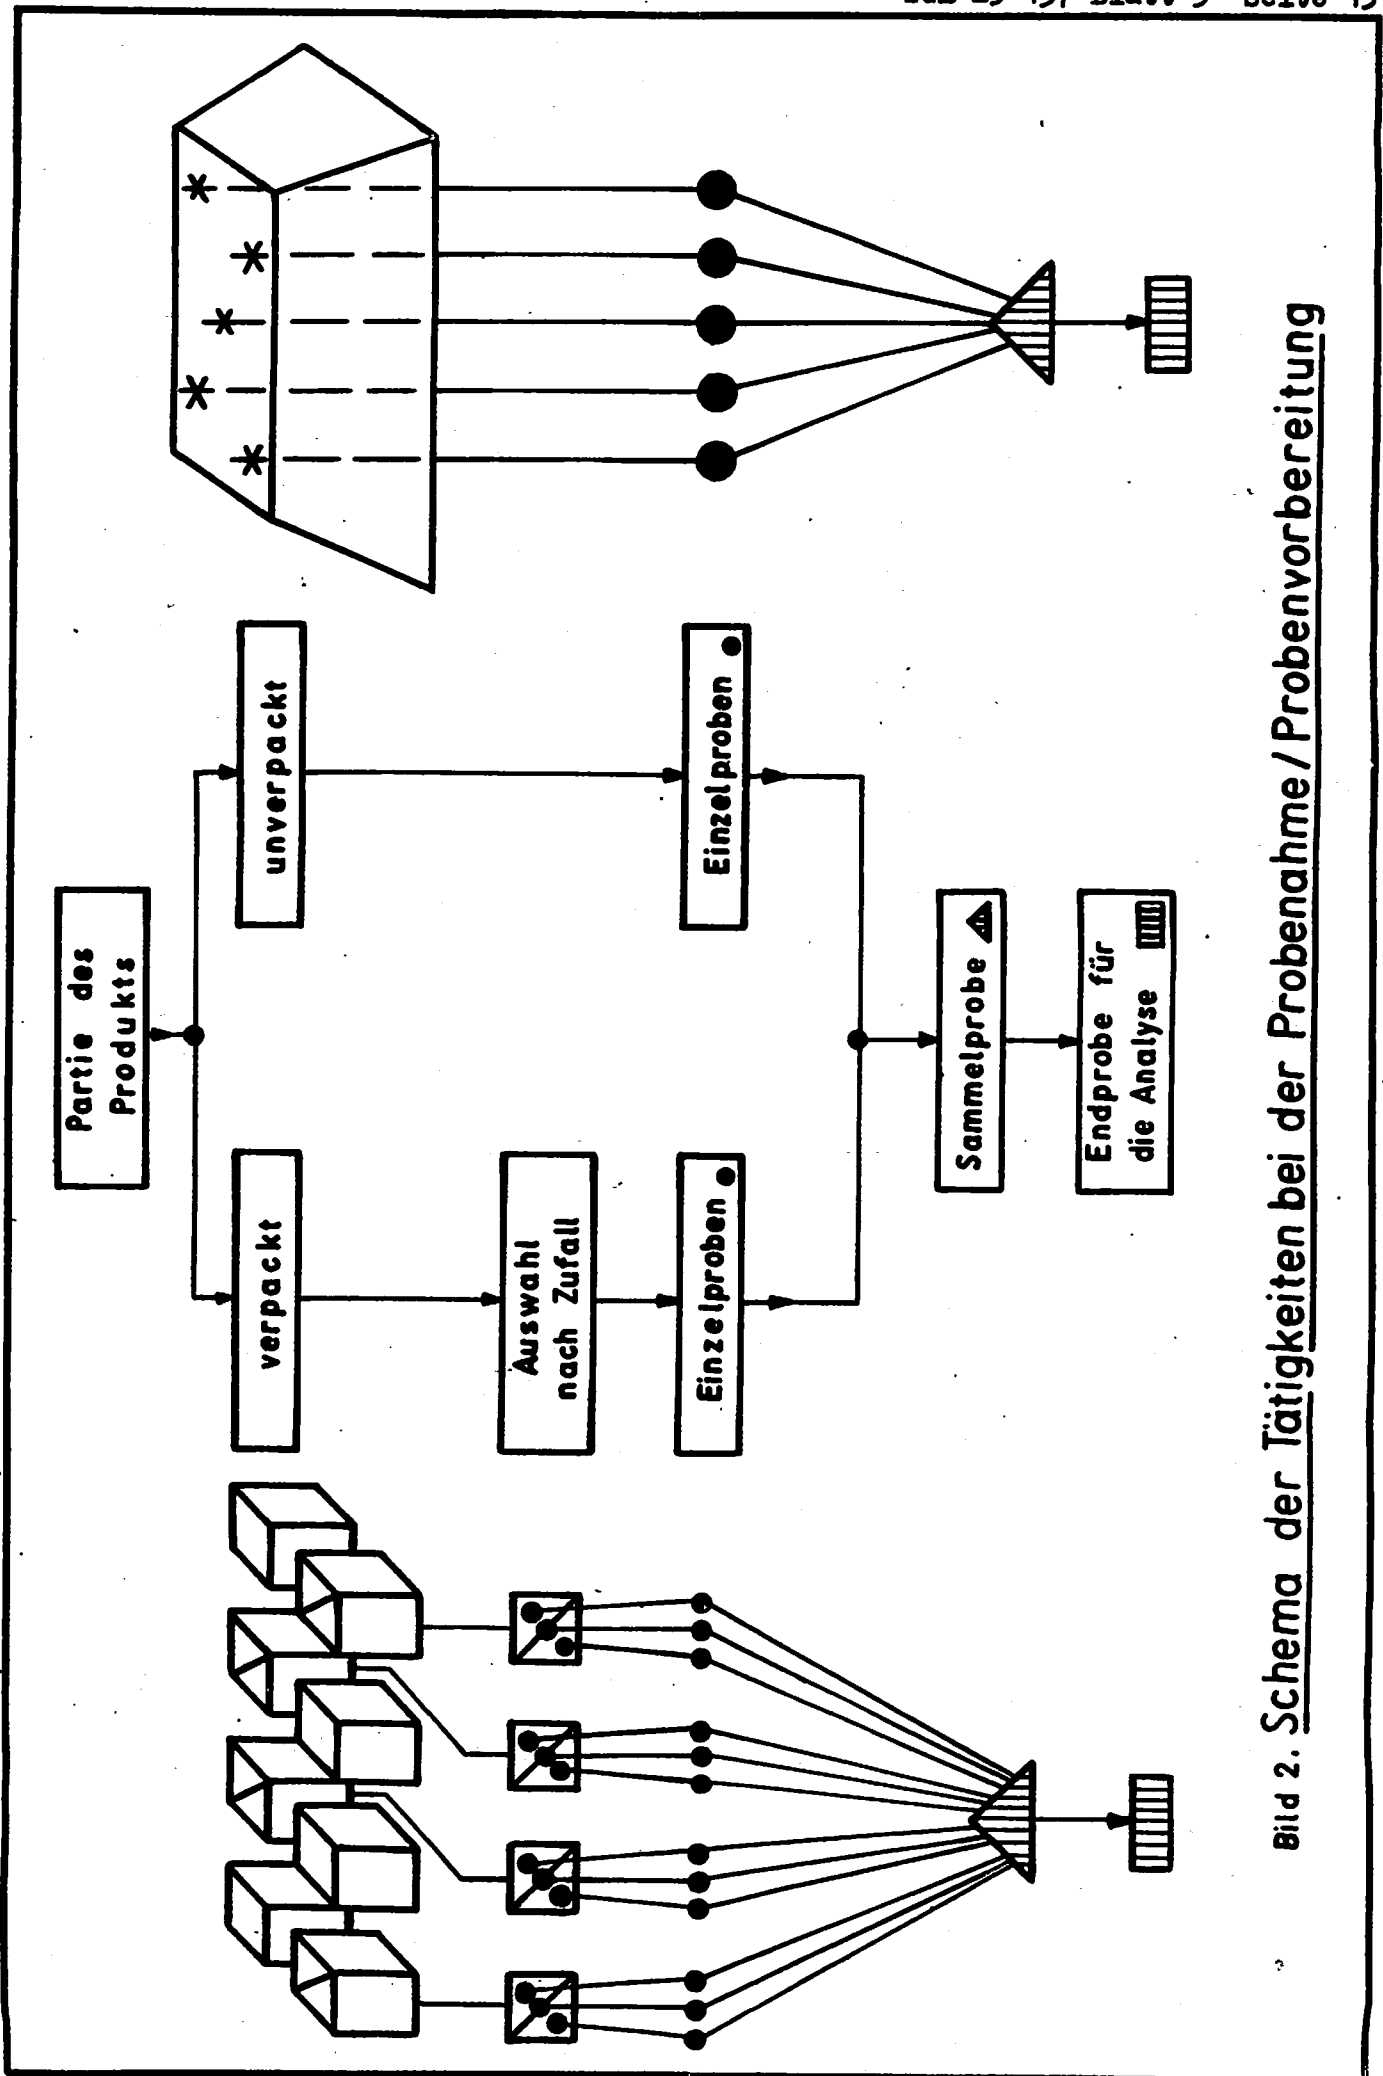 Partie des
Produkts
verpackt
unverpackt
Auswahl
nach Zufall
Einzelproben
Einzelproben
Sammelprobe
Endprobe für
die Analyse
Bild 2. Schema der Tätigkeiten bei der Probenahme/Probenvorbereitung